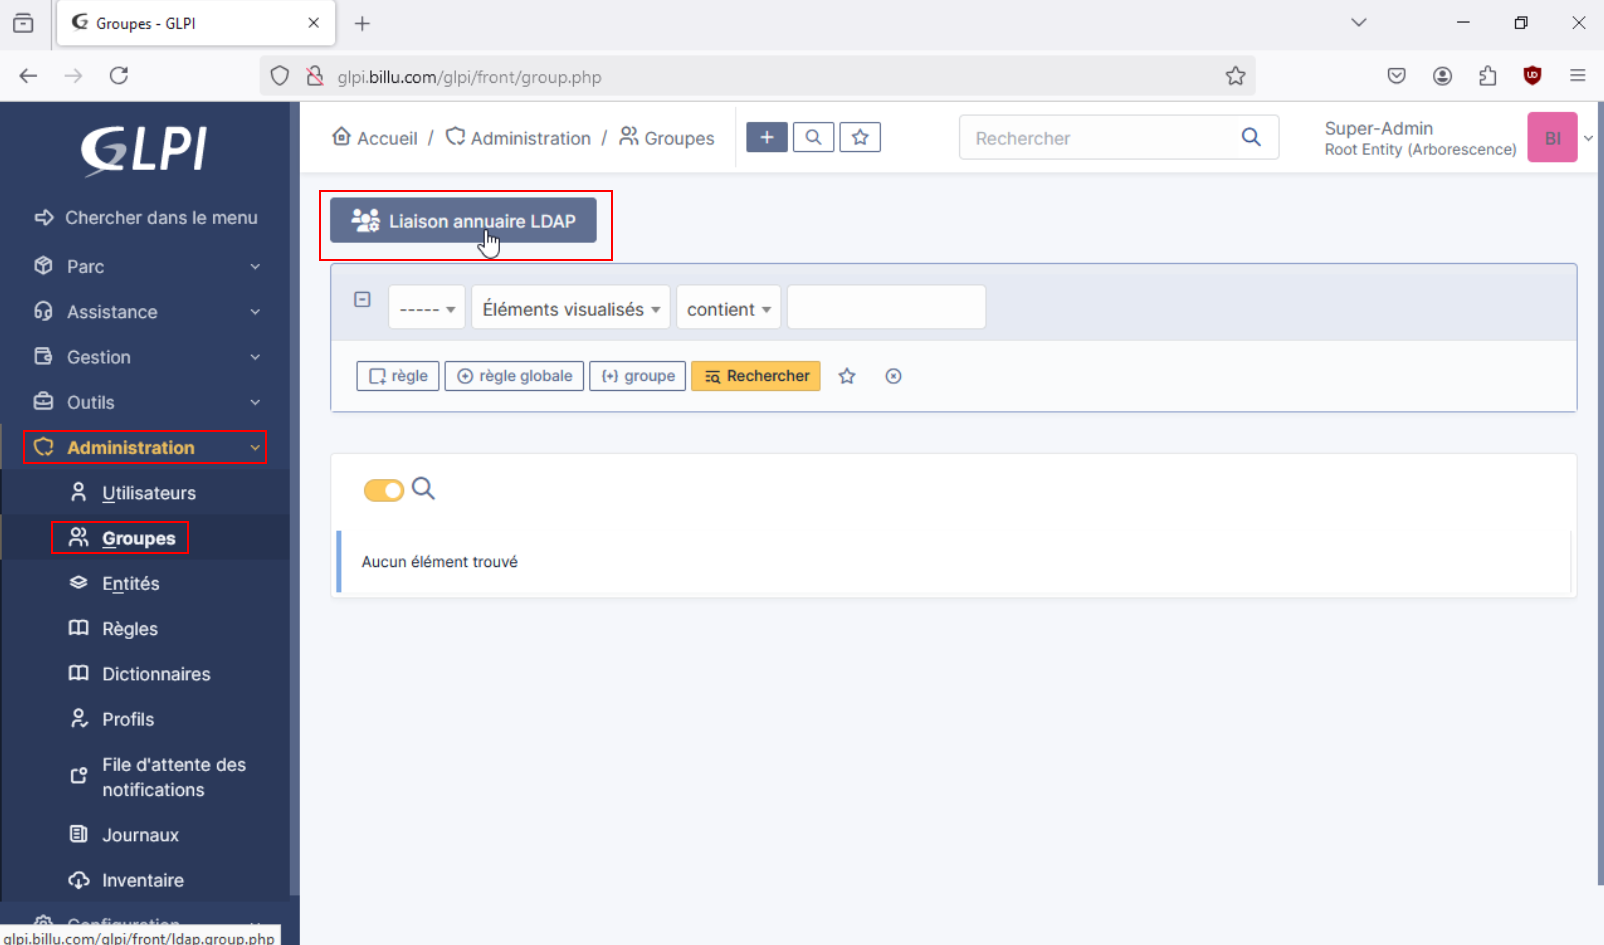 Groupes - GLPI
glpi.billu.com/glpi/front/group.php
GLPI
Accueil / Administration / Groupes
Rechercher
Super-Admin
Root Entity (Arborescence)
BI
Chercher dans le menu
Parc
Assistance
Gestion
Outils
Administration
Utilisateurs
Groupes
Entités
Règles
Dictionnaires
Profils
File d'attente des
notifications
Journaux
Inventaire
Configuration
glpi.billu.com/glpi/front/ldap.group.php
Liaison annuaire LDAP
----- Éléments visualisés contient
règle règle globale groupe Rechercher
Aucun élément trouvé